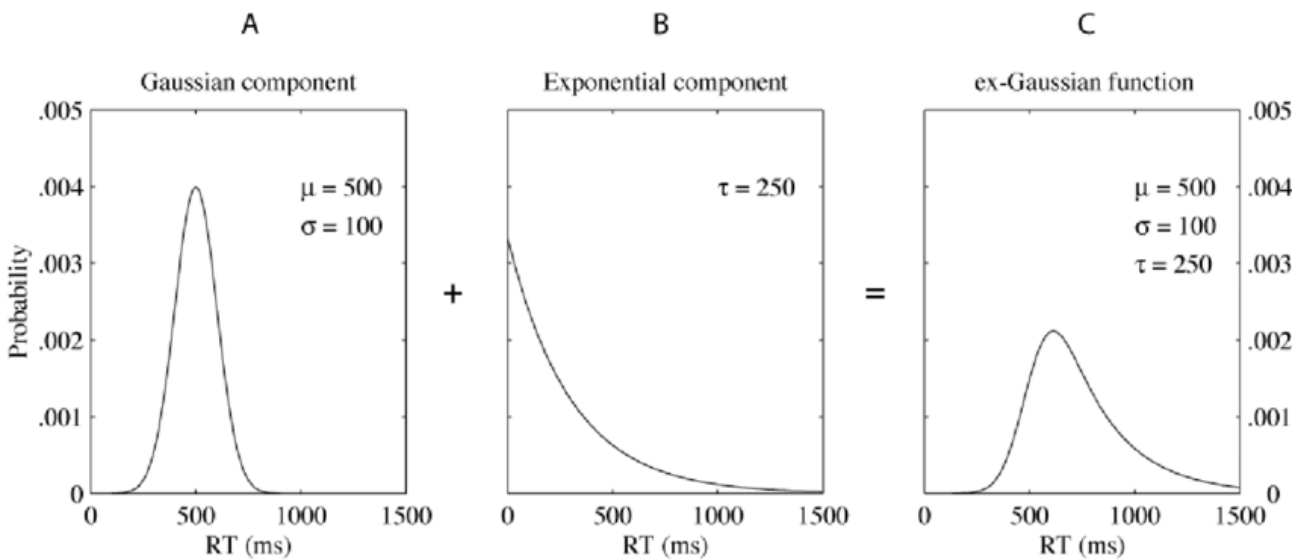 A
B
C
Gaussian component
Exponential component
ex-Gaussian function
.005
.004
.003
.002
.001
0
Probability
μ = 500
σ = 100
0 500 1000 1500
RT (ms)
+
τ = 250
0 500 1000 1500
RT (ms)
=
μ = 500
σ = 100
τ = 250
.005
.004
.003
.002
.001
0
0 500 1000 1500
RT (ms)